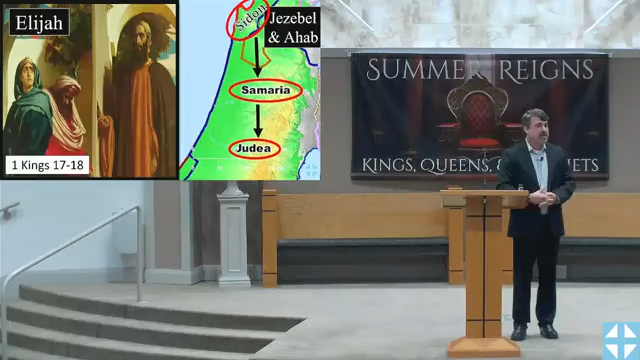 Elijah
1 Kings 17-18
Sidon
Jezebel
& Ahab
Samaria
Judea
SUMMER REIGNS
KINGS, QUEENS,